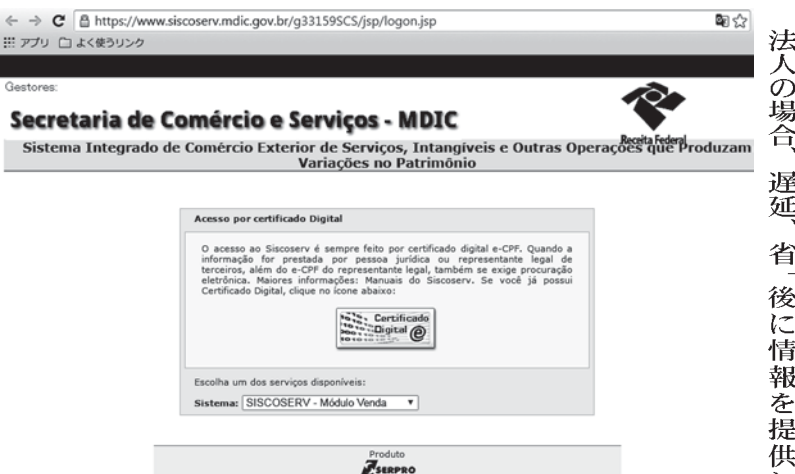 https://www.siscoserv.mdic.gov.br/g33159SCS/jsp/logon.jsp
アプリ よく使うリンク
Gestores:
Secretaria de Comércio e Serviços - MDIC
Receita Federal
Sistema Integrado de Comércio Exterior de Serviços, Intangíveis e Outras Operações que Produzam
Variações no Patrimônio
Acesso por certificado Digital
O acesso ao Siscoserv é sempre feito por certificado digital e-CPF. Quando a
informação for prestada por pessoa jurídica ou representante legal de
terceiros, além do e-CPF do representante legal, também se exige procuração
eletrônica. Maiores informações: Manuais do Siscoserv. Se você já possui
Certificado Digital, clique no ícone abaixo:
Certificado
Digital e
Escolha um dos serviços disponíveis:
Sistema: SISCOSERV - Módulo Venda
Produto
SERPRO
法人の場合、遅延、省「後に情報を提供